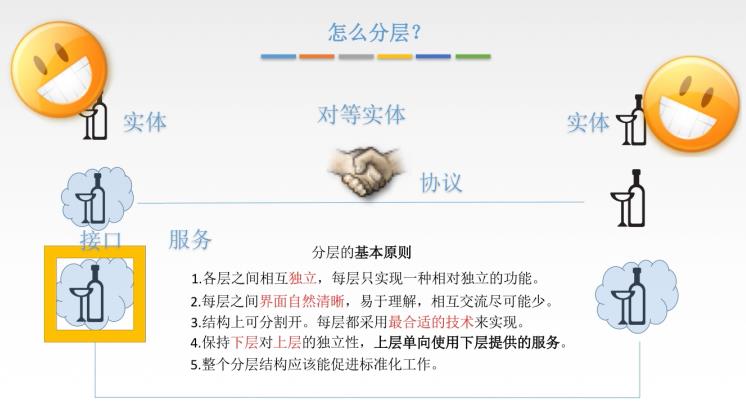 怎么分层？
实体
对等实体
实体
协议
接口
服务
分层的基本原则
1.各层之间相互独立，每层只实现一种相对独立的功能。
2.每层之间界面自然清晰，易于理解，相互交流尽可能少。
3.结构上可分割开。每层都采用最合适的技术来实现。
4.保持下层对上层的独立性，上层单向使用下层提供的服务。
5.整个分层结构应该能促进标准化工作。